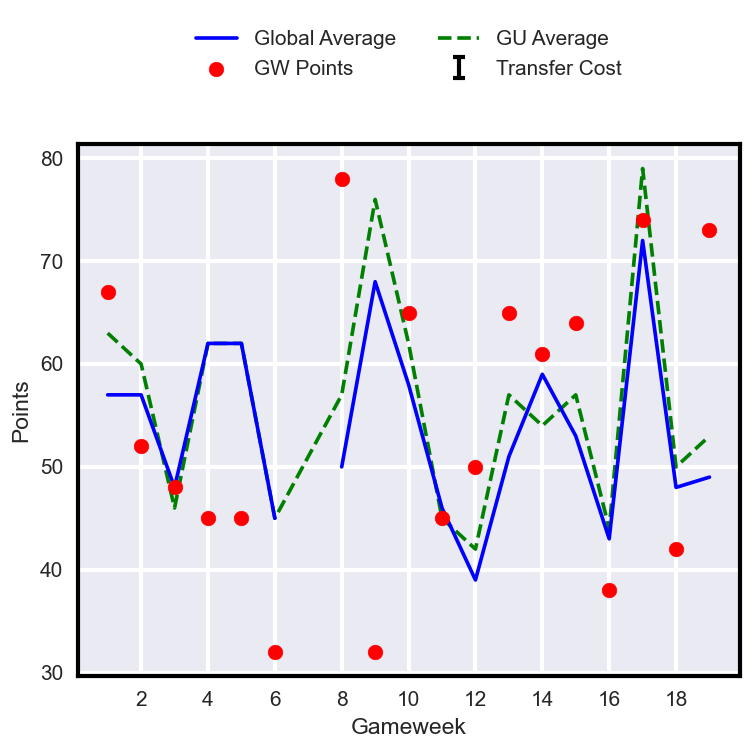 Global Average
GU Average
GW Points
Transfer Cost
80
70
60
50
40
30
Points
2 4 6 8 10 12 14 16 18
Gameweek